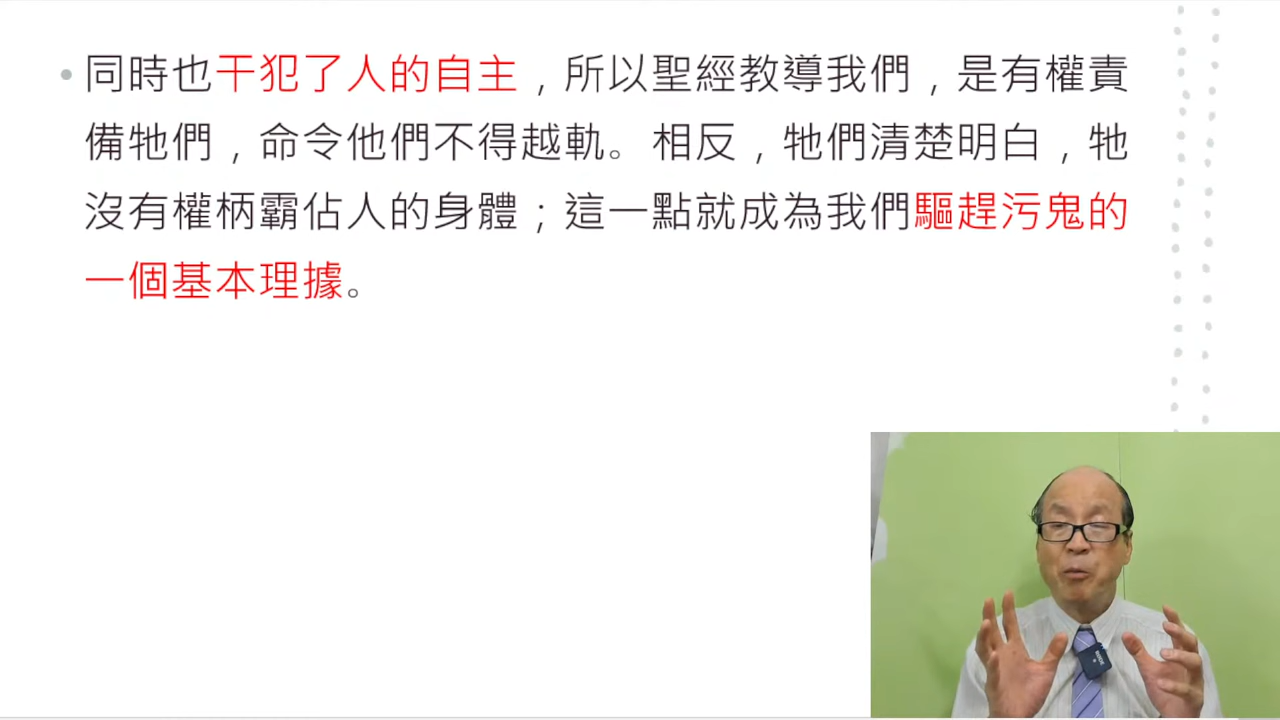 • 同時也干犯了人的自主，所以聖經教導我們，是有權責
備牠們，命令他們不得越軌。相反，牠們清楚明白，牠
沒有權柄霸佔人的身體；這一點就成為我們驅趕污鬼的
一個基本理據。